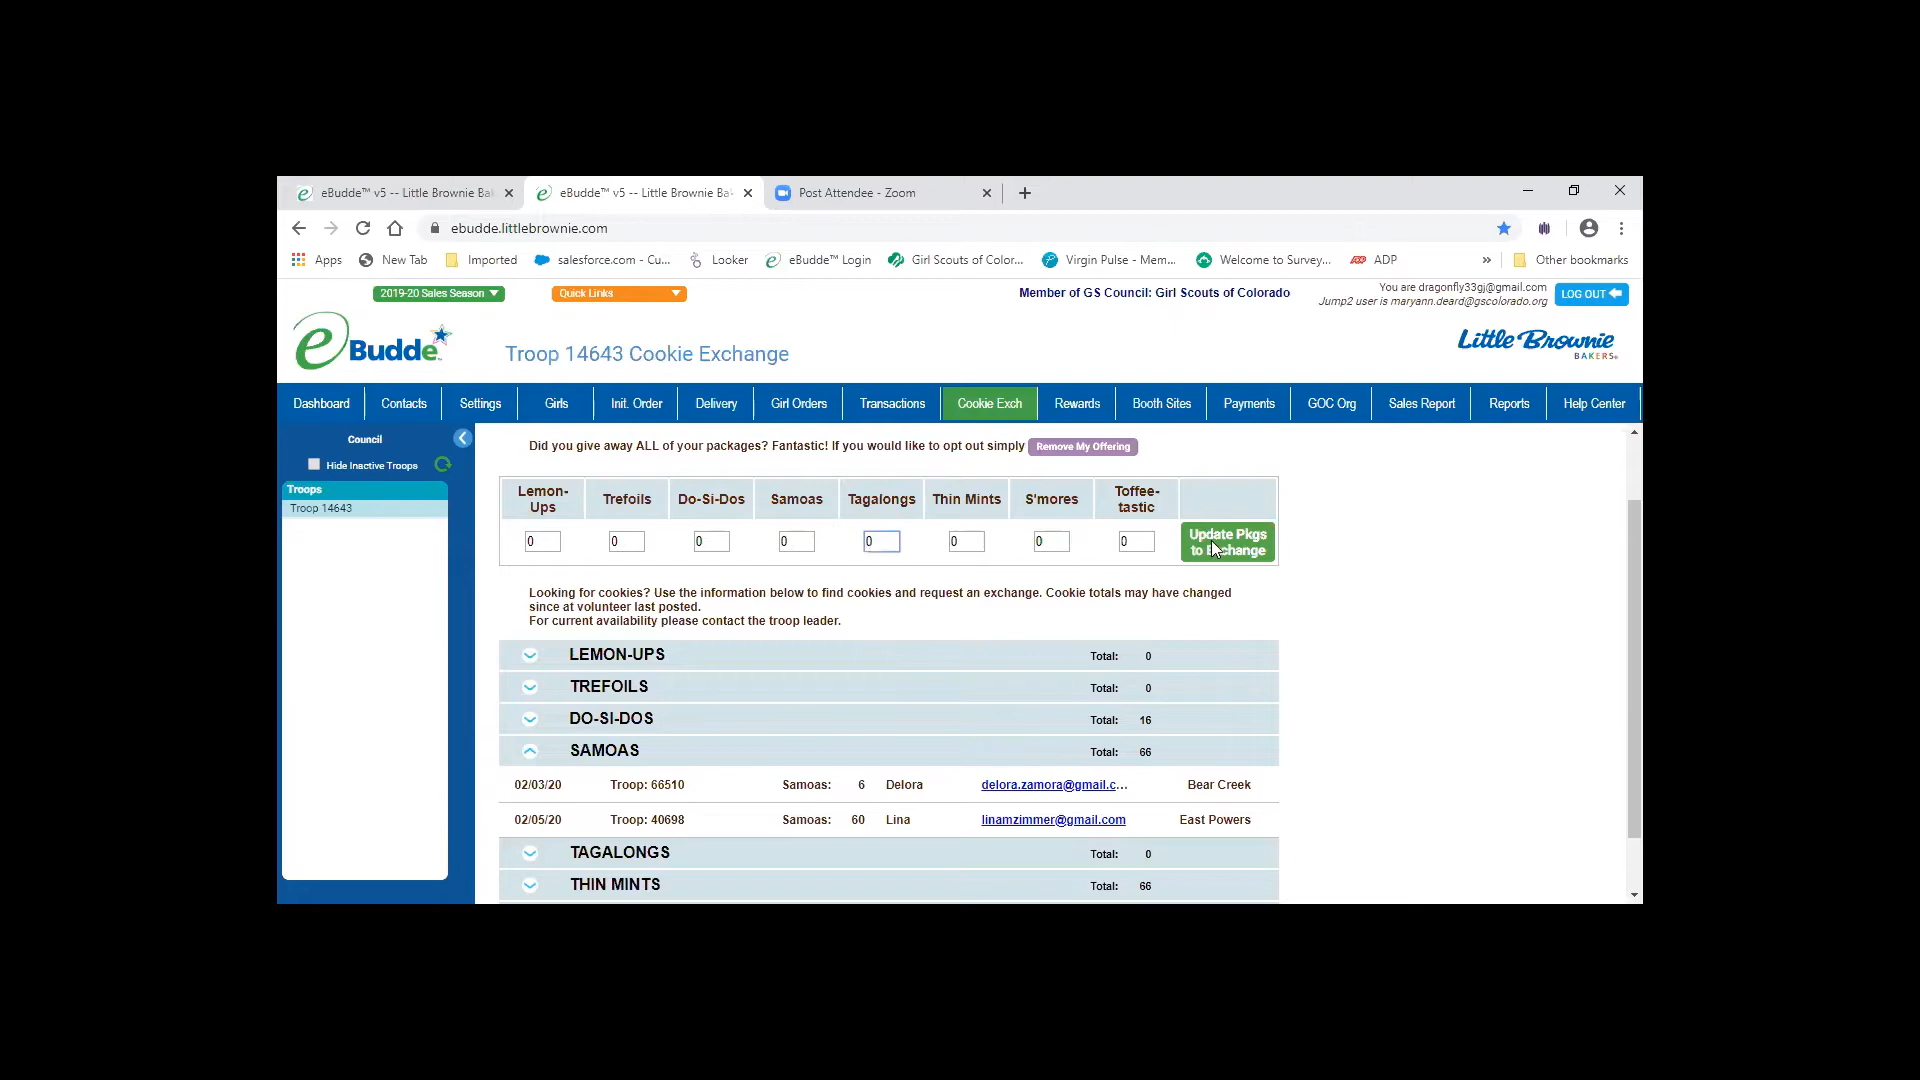 eBudde™ v5 -- Little Brownie Ba
eBudde™ v5 -- Little Brownie Ba
Post Attendee - Zoom
ebudde.littlebrownie.com
Apps New Tab Imported salesforce.com - Cu... Looker eBudde™ Login Girl Scouts of Color... Virgin Pulse - Mem... Welcome to Survey... ADP » Other bookmarks
2019-20 Sales Season
Quick Links
Member of GS Council: Girl Scouts of Colorado
You are dragonfly33gj@gmail.com
Jump2 user is maryann.deard@gscolorado.org
LOG OUT
eBudde
Troop 14643 Cookie Exchange
Little Brownie
BAKERS
Dashboard Contacts Settings Girls Init. Order Delivery Girl Orders Transactions Cookie Exch Rewards Booth Sites Payments GOC Org Sales Report Reports Help Center
Council
Hide Inactive Troops
Troops
Troop 14643
Did you give away ALL of your packages? Fantastic! If you would like to opt out simply Remove My Offering
Lemon-Ups Trefoils Do-Si-Dos Samoas Tagalongs Thin Mints S'mores Toffee-tastic
0 0 0 0 0 0 0 0
Update Pkgs
to Exchange
Looking for cookies? Use the information below to find cookies and request an exchange. Cookie totals may have changed
since at volunteer last posted.
For current availability please contact the troop leader.
LEMON-UPS Total: 0
TREFOILS Total: 0
DO-SI-DOS Total: 16
SAMOAS Total: 66
02/03/20 Troop: 66510 Samoas: 6 Delora delora.zamora@gmail.c... Bear Creek
02/05/20 Troop: 40698 Samoas: 60 Lina linamzimmer@gmail.com East Powers
TAGALONGS Total: 0
THIN MINTS Total: 66